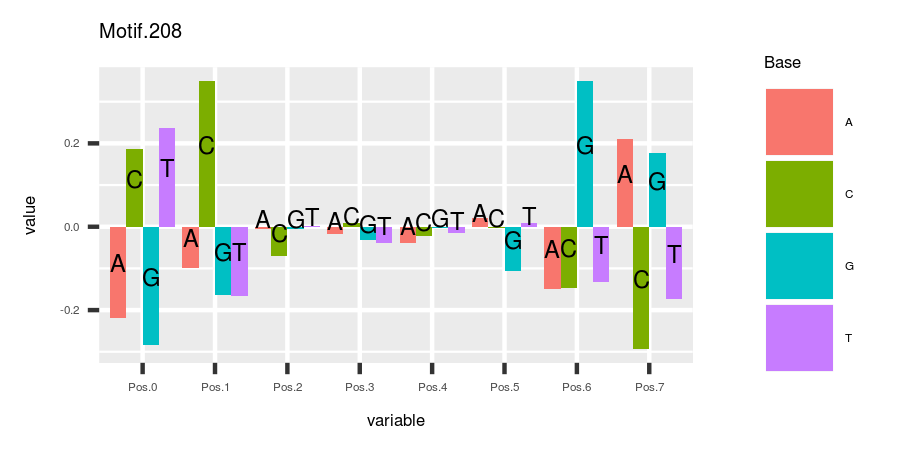 Motif.208
Base
A
C
G
T
value
0.2
0.0
-0.2
A C G T
A C G T
A C G T
A C G T
A C G T
A C G T
A C G T
A C G T
Pos.0 Pos.1 Pos.2 Pos.3 Pos.4 Pos.5 Pos.6 Pos.7
variable